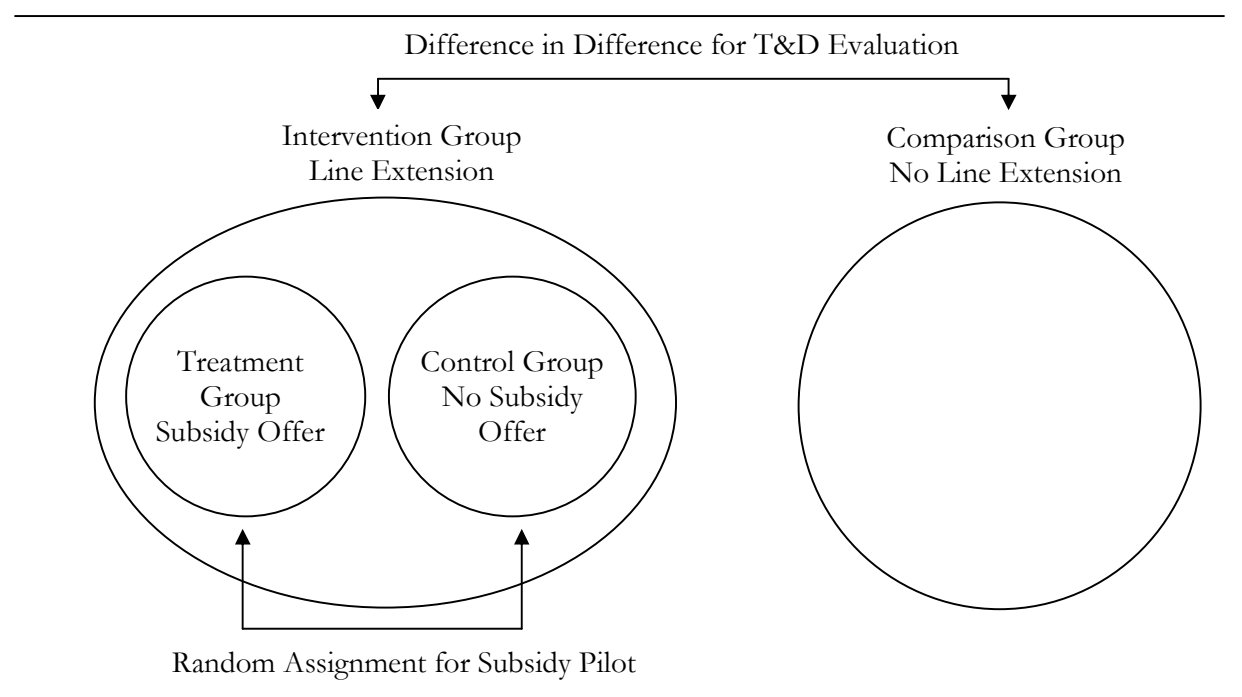 Difference in Difference for T&D Evaluation
Intervention Group
Line Extension
Comparison Group
No Line Extension
Treatment
Group
Subsidy Offer
Control Group
No Subsidy
Offer
Random Assignment for Subsidy Pilot